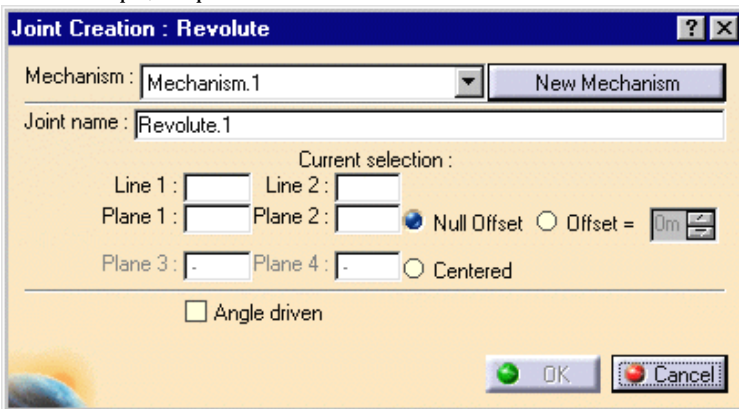 Joint Creation : Revolute
Mechanism : Mechanism.1 New Mechanism
Joint name : Revolute.1
Current selection :
Line 1 : Line 2 :
Plane 1 : Plane 2 : Null Offset Offset = 0m
Plane 3 : - Plane 4 : - Centered
Angle driven
OK Cancel